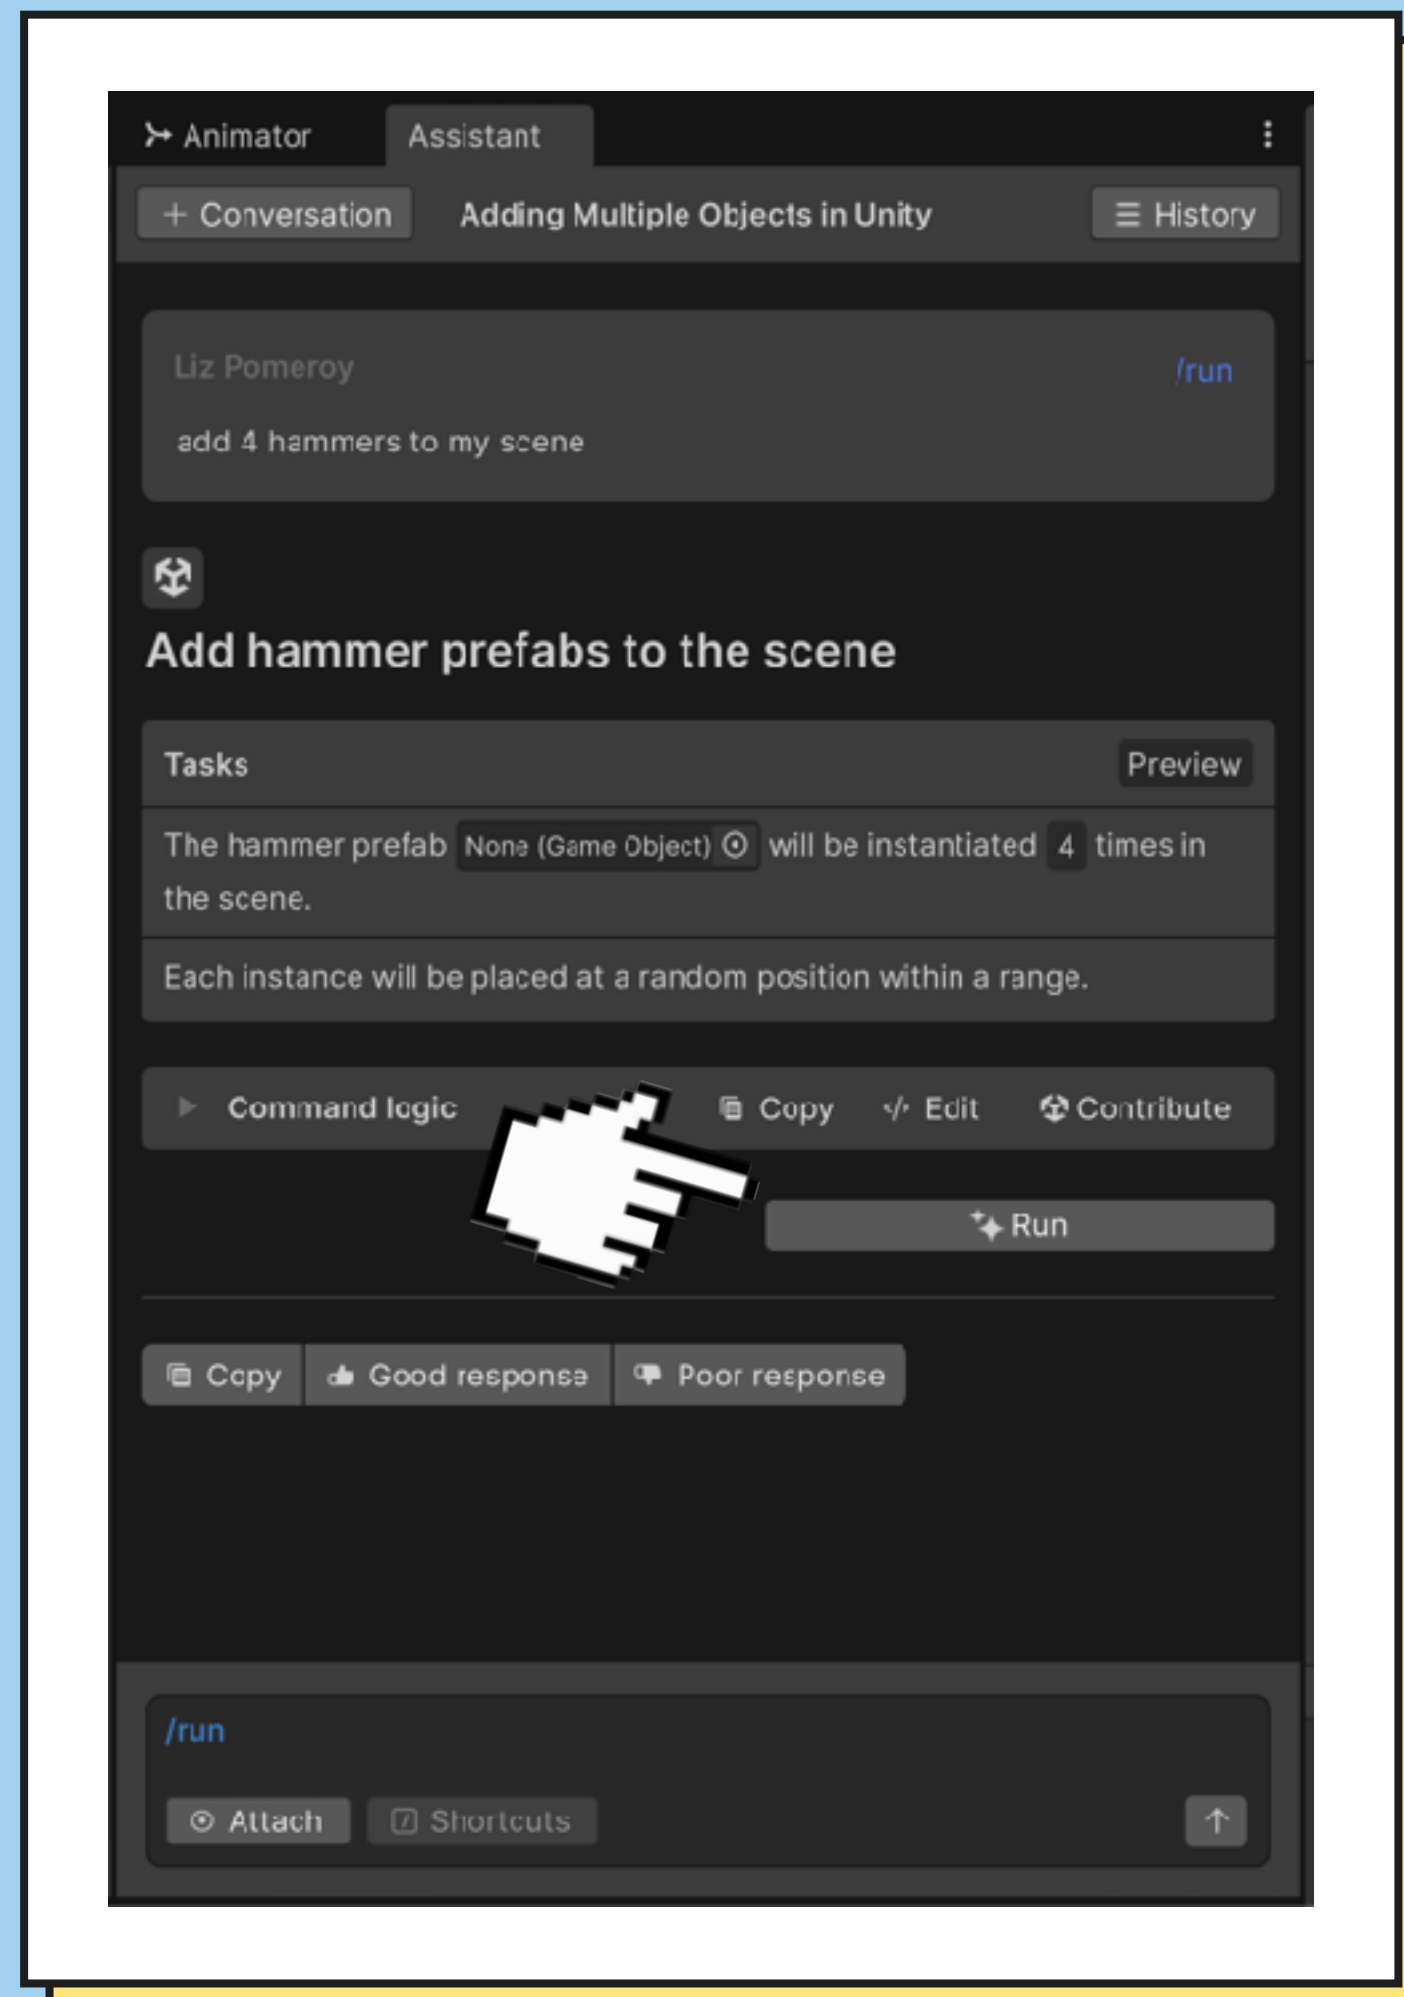 Animator Assistant
+ Conversation Adding Multiple Objects in Unity History
Liz Pomeroy /run
add 4 hammers to my scene
Add hammer prefabs to the scene
Tasks Preview
The hammer prefab None (Game Object) will be instantiated 4 times in
the scene.
Each instance will be placed at a random position within a range.
Command logic Copy Edit Contribute
Run
Copy Good response Poor response
/run
Attach Shortcuts